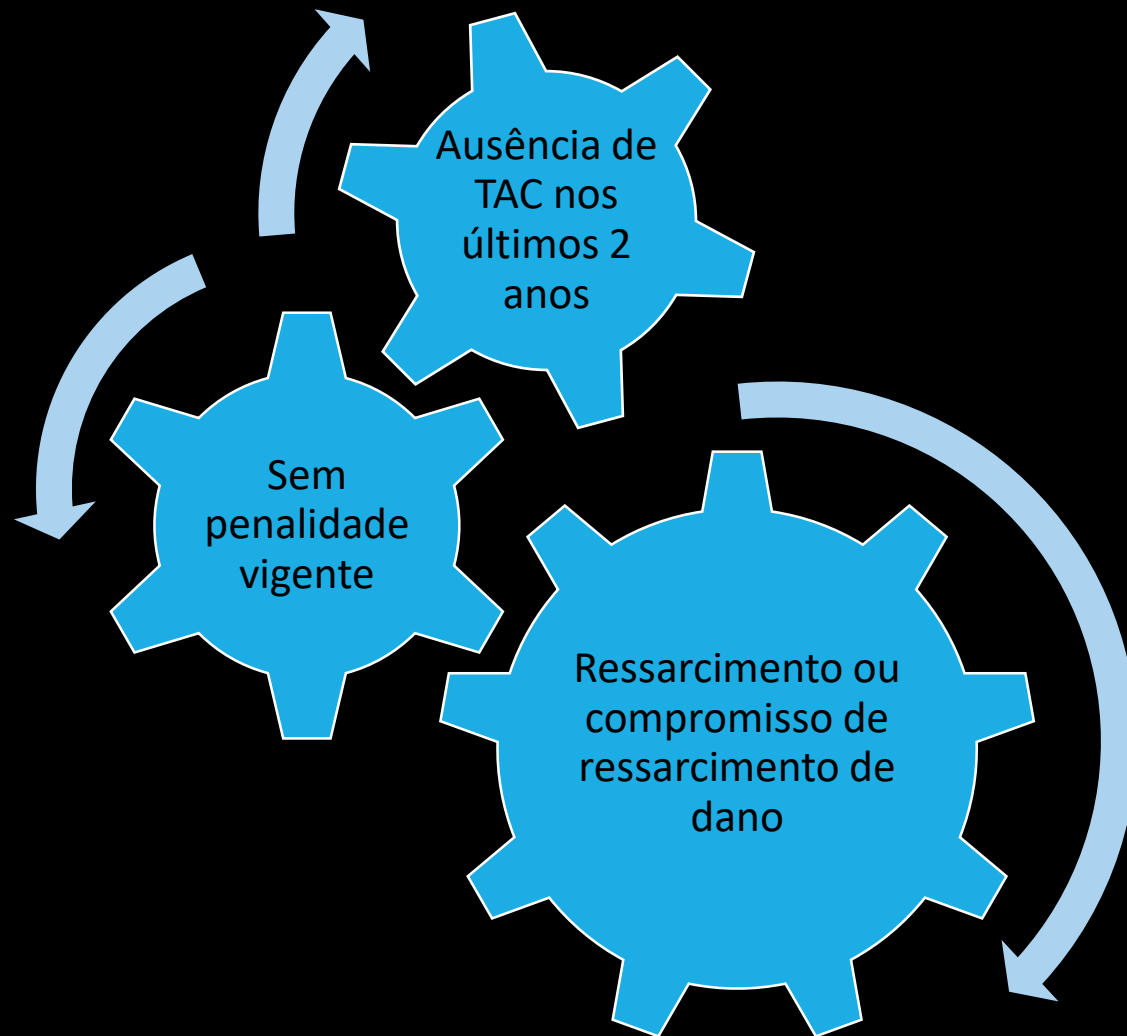 Ausência de
TAC nos
últimos 2
anos
Sem
penalidade
vigente
Ressarcimento ou
compromisso de
ressarcimento de
dano